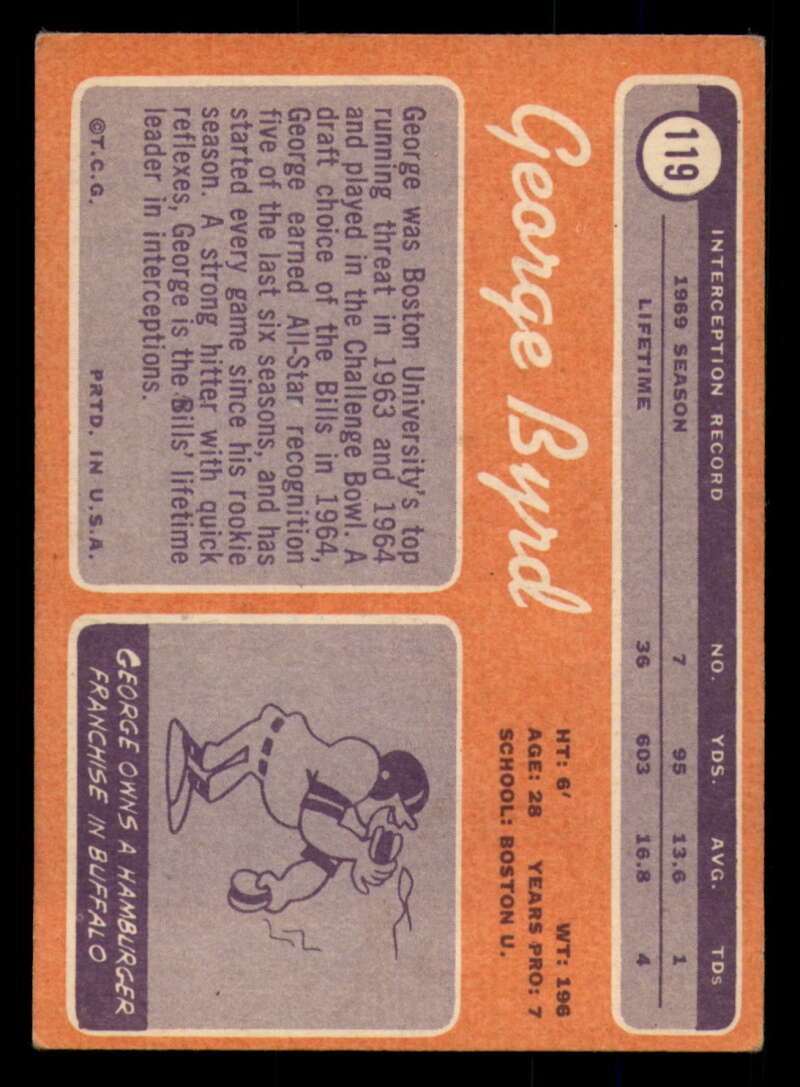 119
INTERCEPTION RECORD NO. YDS. AVG. TDs
1969 SEASON 7 95 13.6 1
LIFETIME 36 603 16.8 4
George Byrd
HT: 6′ WT: 196
AGE: 28 YEARS PRO: 7
SCHOOL: BOSTON U.
George was Boston University's top
running threat in 1963 and 1964
and played in the Challenge Bowl. A
draft choice of the Bills in 1964,
George earned All-Star recognition
five of the last six seasons, and has
started every game since his rookie
season. A strong hitter with quick
reflexes, George is the Bills' lifetime
leader in interceptions.
©T.C.G. PRTD. IN U.S.A.
GEORGE OWNS A HAMBURGER
FRANCHISE IN BUFFALO